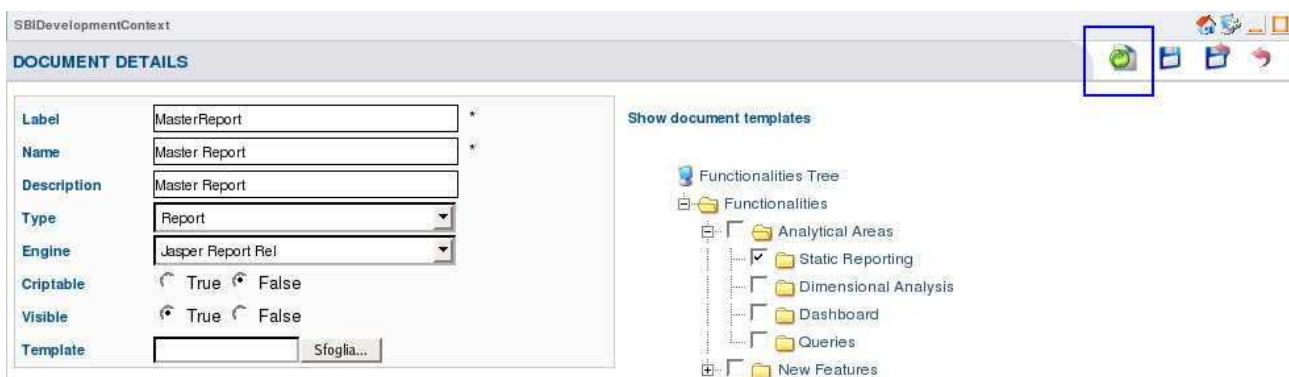 SBIDevelopmentContext
DOCUMENT DETAILS
Label MasterReport *
Name Master Report *
Description Master Report
Type Report
Engine Jasper Report Rel
Criptable True False
Visible True False
Template Sfoglia...
Show document templates
Functionalities Tree
Functionalities
Analytical Areas
Static Reporting
Dimensional Analysis
Dashboard
Queries
New Features